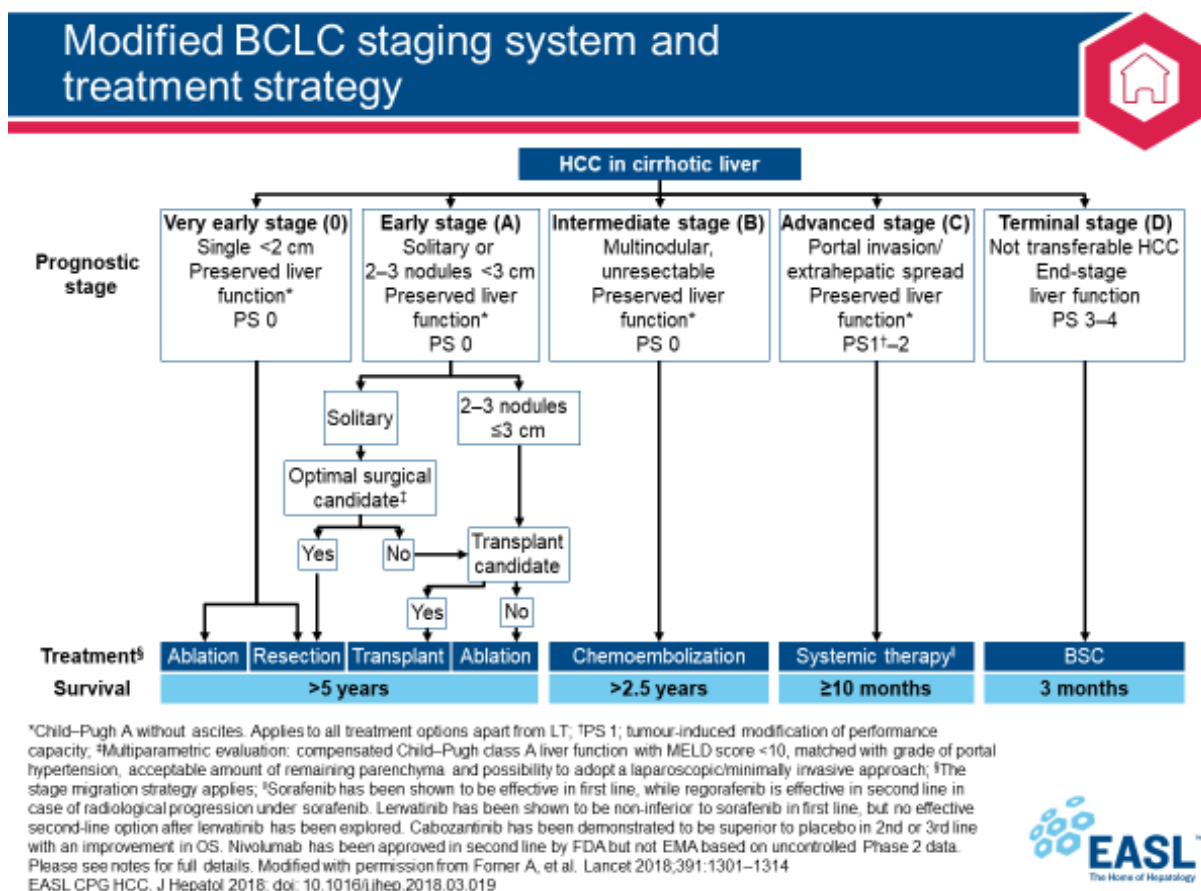 Modified BCLC staging system and
treatment strategy
HCC in cirrhotic liver
Prognostic
stage
Very early stage (0)
Single <2 cm
Preserved liver
function*
PS 0
Early stage (A)
Solitary or
2–3 nodules <3 cm
Preserved liver
function*
PS 0
Intermediate stage (B)
Multinodular,
unresectable
Preserved liver
function*
PS 0
Advanced stage (C)
Portal invasion/
extrahepatic spread
Preserved liver
function*
PS1†–2
Terminal stage (D)
Not transferable HCC
End-stage
liver function
PS 3–4
Solitary
2–3 nodules
≤3 cm
Optimal surgical
candidate‡
Yes
No
Transplant
candidate
Yes
No
Treatment§
Ablation
Resection
Transplant
Ablation
Chemoembolization
Systemic therapy‖
BSC
Survival
>5 years
>2.5 years
≥10 months
3 months
*Child–Pugh A without ascites. Applies to all treatment options apart from LT; †PS 1; tumour-induced modification of performance
capacity; ‡Multiparametric evaluation: compensated Child–Pugh class A liver function with MELD score <10, matched with grade of portal
hypertension, acceptable amount of remaining parenchyma and possibility to adopt a laparoscopic/minimally invasive approach; §The
stage migration strategy applies; ‖Sorafenib has been shown to be effective in first line, while regorafenib is effective in second line in
case of radiological progression under sorafenib. Lenvatinib has been shown to be non-inferior to sorafenib in first line, but no effective
second-line option after lenvatinib has been explored. Cabozantinib has been demonstrated to be superior to placebo in 2nd or 3rd line
with an improvement in OS. Nivolumab has been approved in second line by FDA but not EMA based on uncontrolled Phase 2 data.
Please see notes for full details. Modified with permission from Forner A, et al. Lancet 2018;391:1301–1314
EASL CPG HCC. J Hepatol 2018; doi: 10.1016/j.jhep.2018.03.019
EASL™
The Home of Hepatology